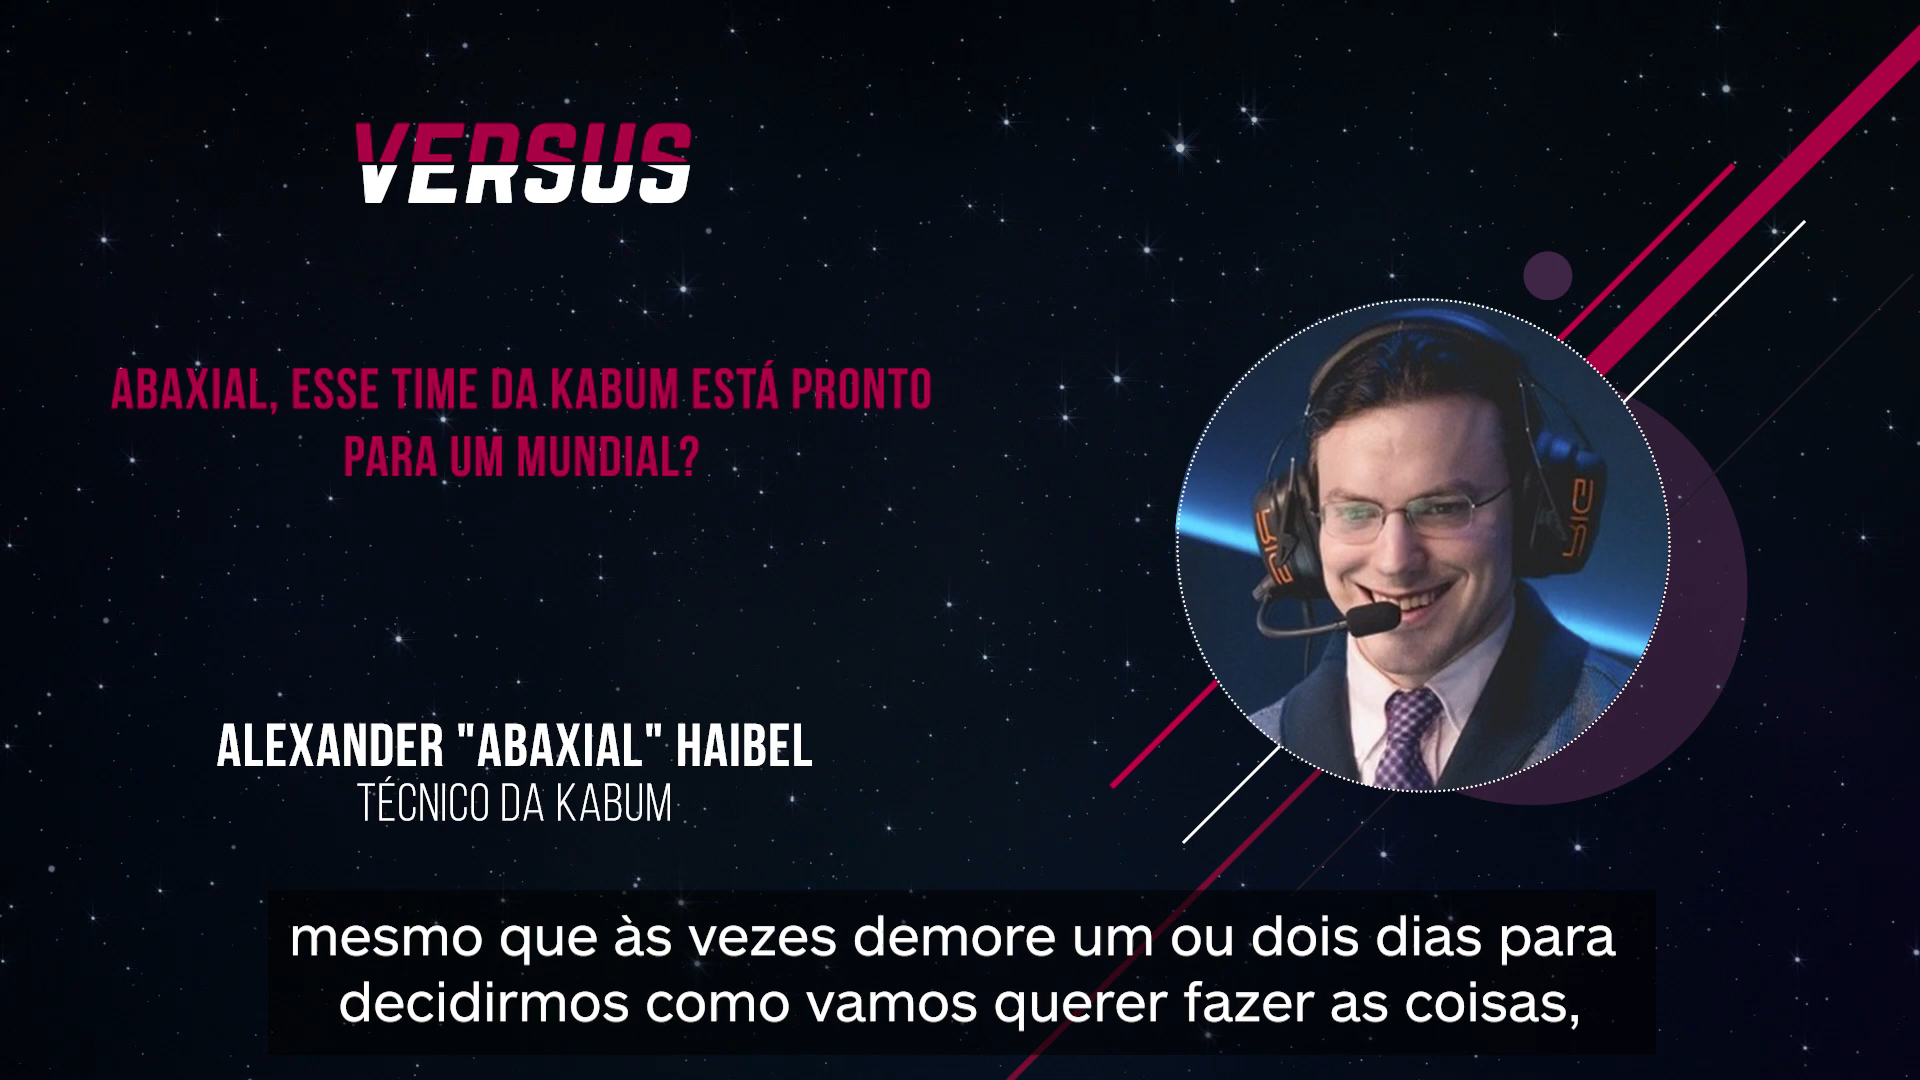 VERSUS
ABAXIAL, ESSE TIME DA KABUM ESTÁ PRONTO
PARA UM MUNDIAL?
ALEXANDER "ABAXIAL" HAIBEL
TÉCNICO DA KABUM
mesmo que às vezes demore um ou dois dias para
decidirmos como vamos querer fazer as coisas,